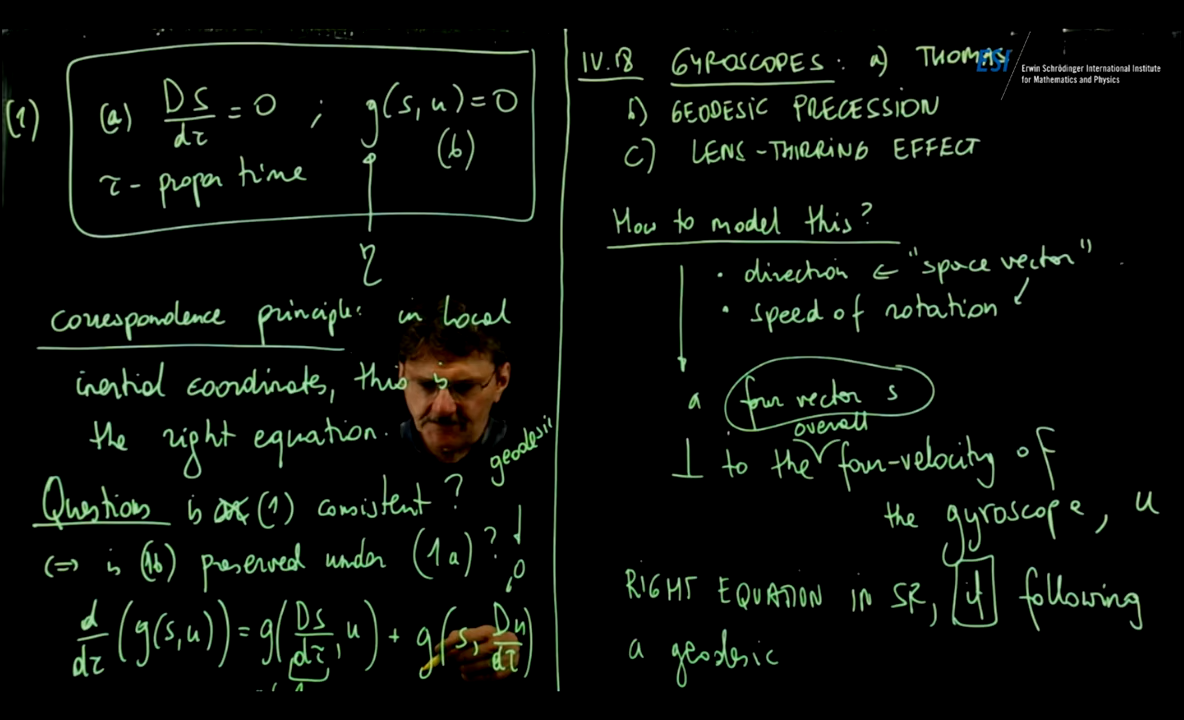 (1) (a) Ds/dτ = 0 ; g(s, u) = 0
(b)
τ - proper time
η
correspondence principle: in local
inertial coordinates, this is
the right equation.
geodesic
Questions is (1) consistent?
⇔ is (1b) preserved under (1a)?
0
d/dτ (g(s, u)) = g(Ds/dτ, u) + g(s, Du/dτ)
IV.18 GYROSCOPES: a) THOMAS
b) GEODESIC PRECESSION
c) LENS-THIRRING EFFECT
How to model this?
· direction ∈ "space vector"
· speed of rotation
a four vector s
overall
⊥ to the four-velocity of
the gyroscope, u
RIGHT EQUATION IN SR, if following
a geodesic
ESI
Erwin Schrödinger International Institute
for Mathematics and Physics